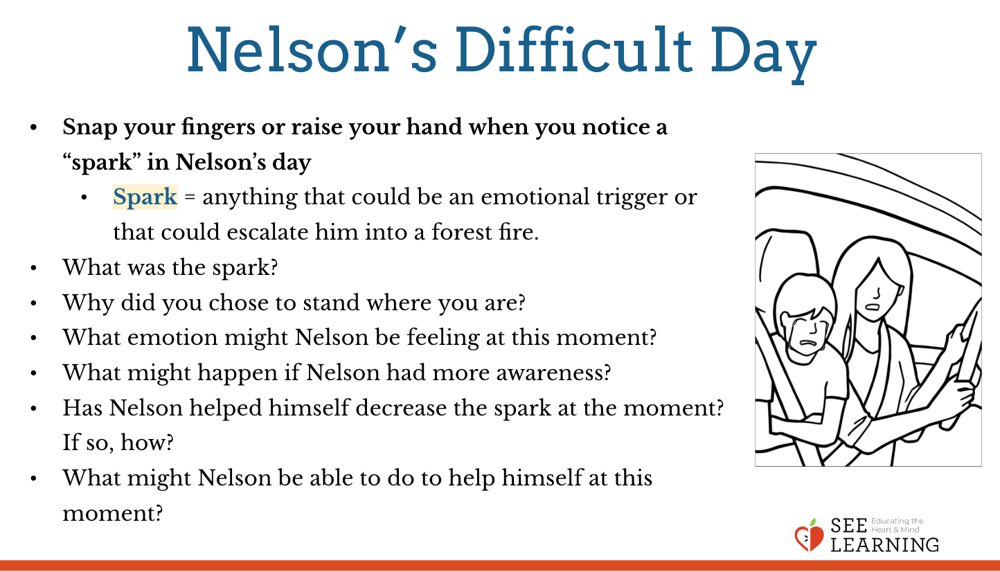 Nelson’s Difficult Day
• Snap your fingers or raise your hand when you notice a
“spark” in Nelson’s day
• Spark = anything that could be an emotional trigger or
that could escalate him into a forest fire.
• What was the spark?
• Why did you chose to stand where you are?
• What emotion might Nelson be feeling at this moment?
• What might happen if Nelson had more awareness?
• Has Nelson helped himself decrease the spark at the moment?
If so, how?
• What might Nelson be able to do to help himself at this
moment?
SEE Educating the
Heart & Mind
LEARNING